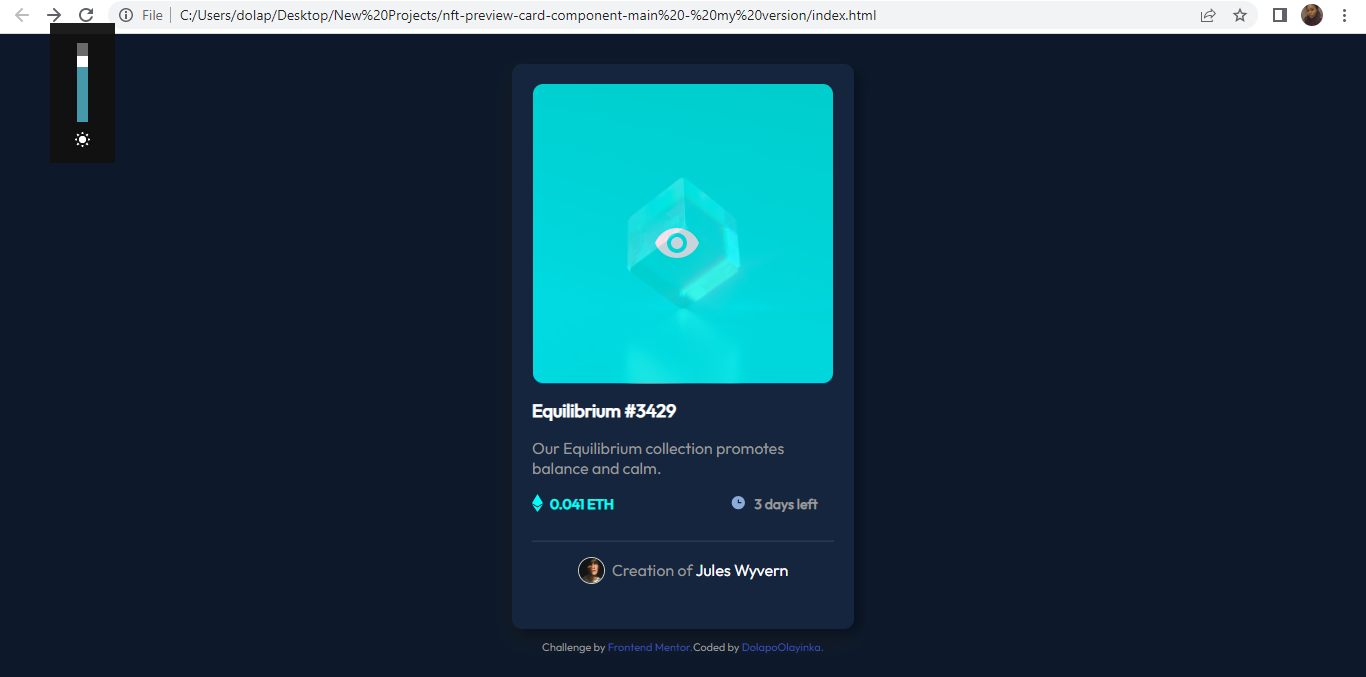 File | C:/Users/dolap/Desktop/New%20Projects/nft-preview-card-component-main%20-%20my%20version/index.html
Equilibrium #3429
Our Equilibrium collection promotes
balance and calm.
0.041 ETH 3 days left
Creation of Jules Wyvern
Challenge by Frontend Mentor.Coded by DolapoOlayinka.